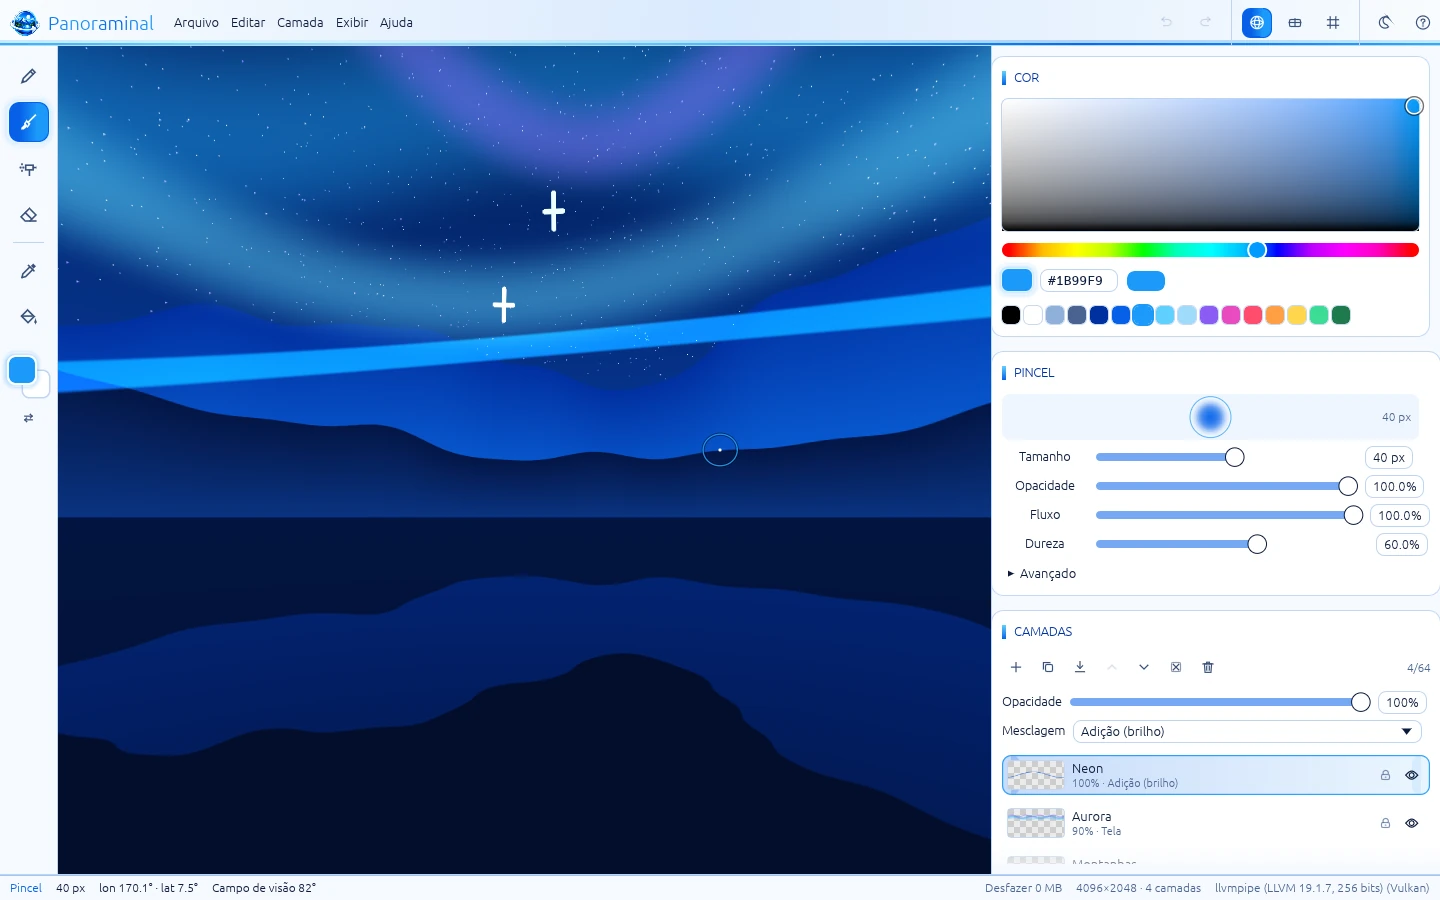 Panoraminal Arquivo Editar Camada Exibir Ajuda
COR
#1B99F9
PINCEL
40 px
Tamanho 40 px
Opacidade 100.0%
Fluxo 100.0%
Dureza 60.0%
Avançado
CAMADAS
4/64
Opacidade 100%
Mesclagem Adição (brilho)
Neon
100% · Adição (brilho)
Aurora
90% · Tela
Montanhas
Pincel 40 px lon 170.1° · lat 7.5° Campo de visão 82° Desfazer 0 MB 4096×2048 · 4 camadas llvmpipe (LLVM 19.1.7, 256 bits) (Vulkan)